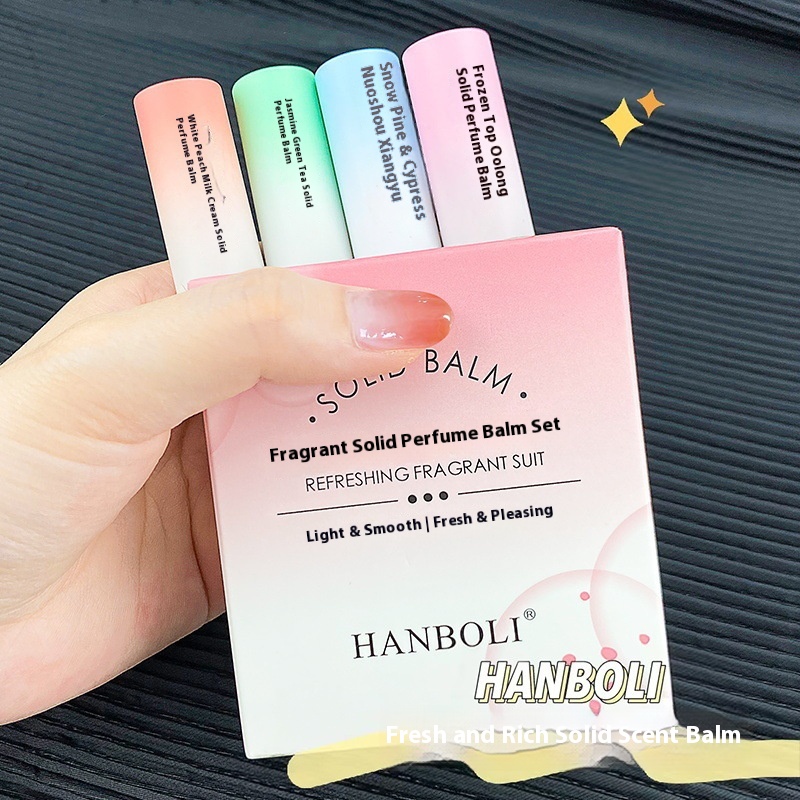 White Peach Milk Cream Solid
Perfume Balm
Jasmine Green Tea Solid
Perfume Balm
Snow Pine & Cypress
Nuoshou Xiangyu
Frozen Top Oolong
Solid Perfume Balm
• SOLID BALM •
Fragrant Solid Perfume Balm Set
REFRESHING FRAGRANT SUIT
Light & Smooth | Fresh & Pleasing
HANBOLI®
HANBOLI
Fresh and Rich Solid Scent Balm